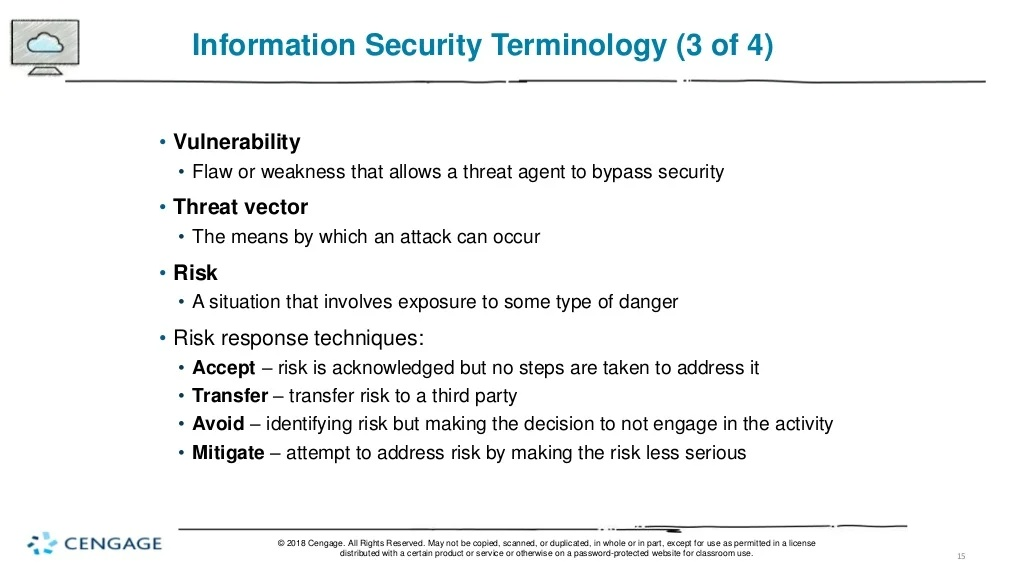 Information Security Terminology (3 of 4)
• Vulnerability
• Flaw or weakness that allows a threat agent to bypass security
• Threat vector
• The means by which an attack can occur
• Risk
• A situation that involves exposure to some type of danger
• Risk response techniques:
• Accept – risk is acknowledged but no steps are taken to address it
• Transfer – transfer risk to a third party
• Avoid – identifying risk but making the decision to not engage in the activity
• Mitigate – attempt to address risk by making the risk less serious
CENGAGE
© 2018 Cengage. All Rights Reserved. May not be copied, scanned, or duplicated, in whole or in part, except for use as permitted in a license
distributed with a certain product or service or otherwise on a password-protected website for classroom use.
15